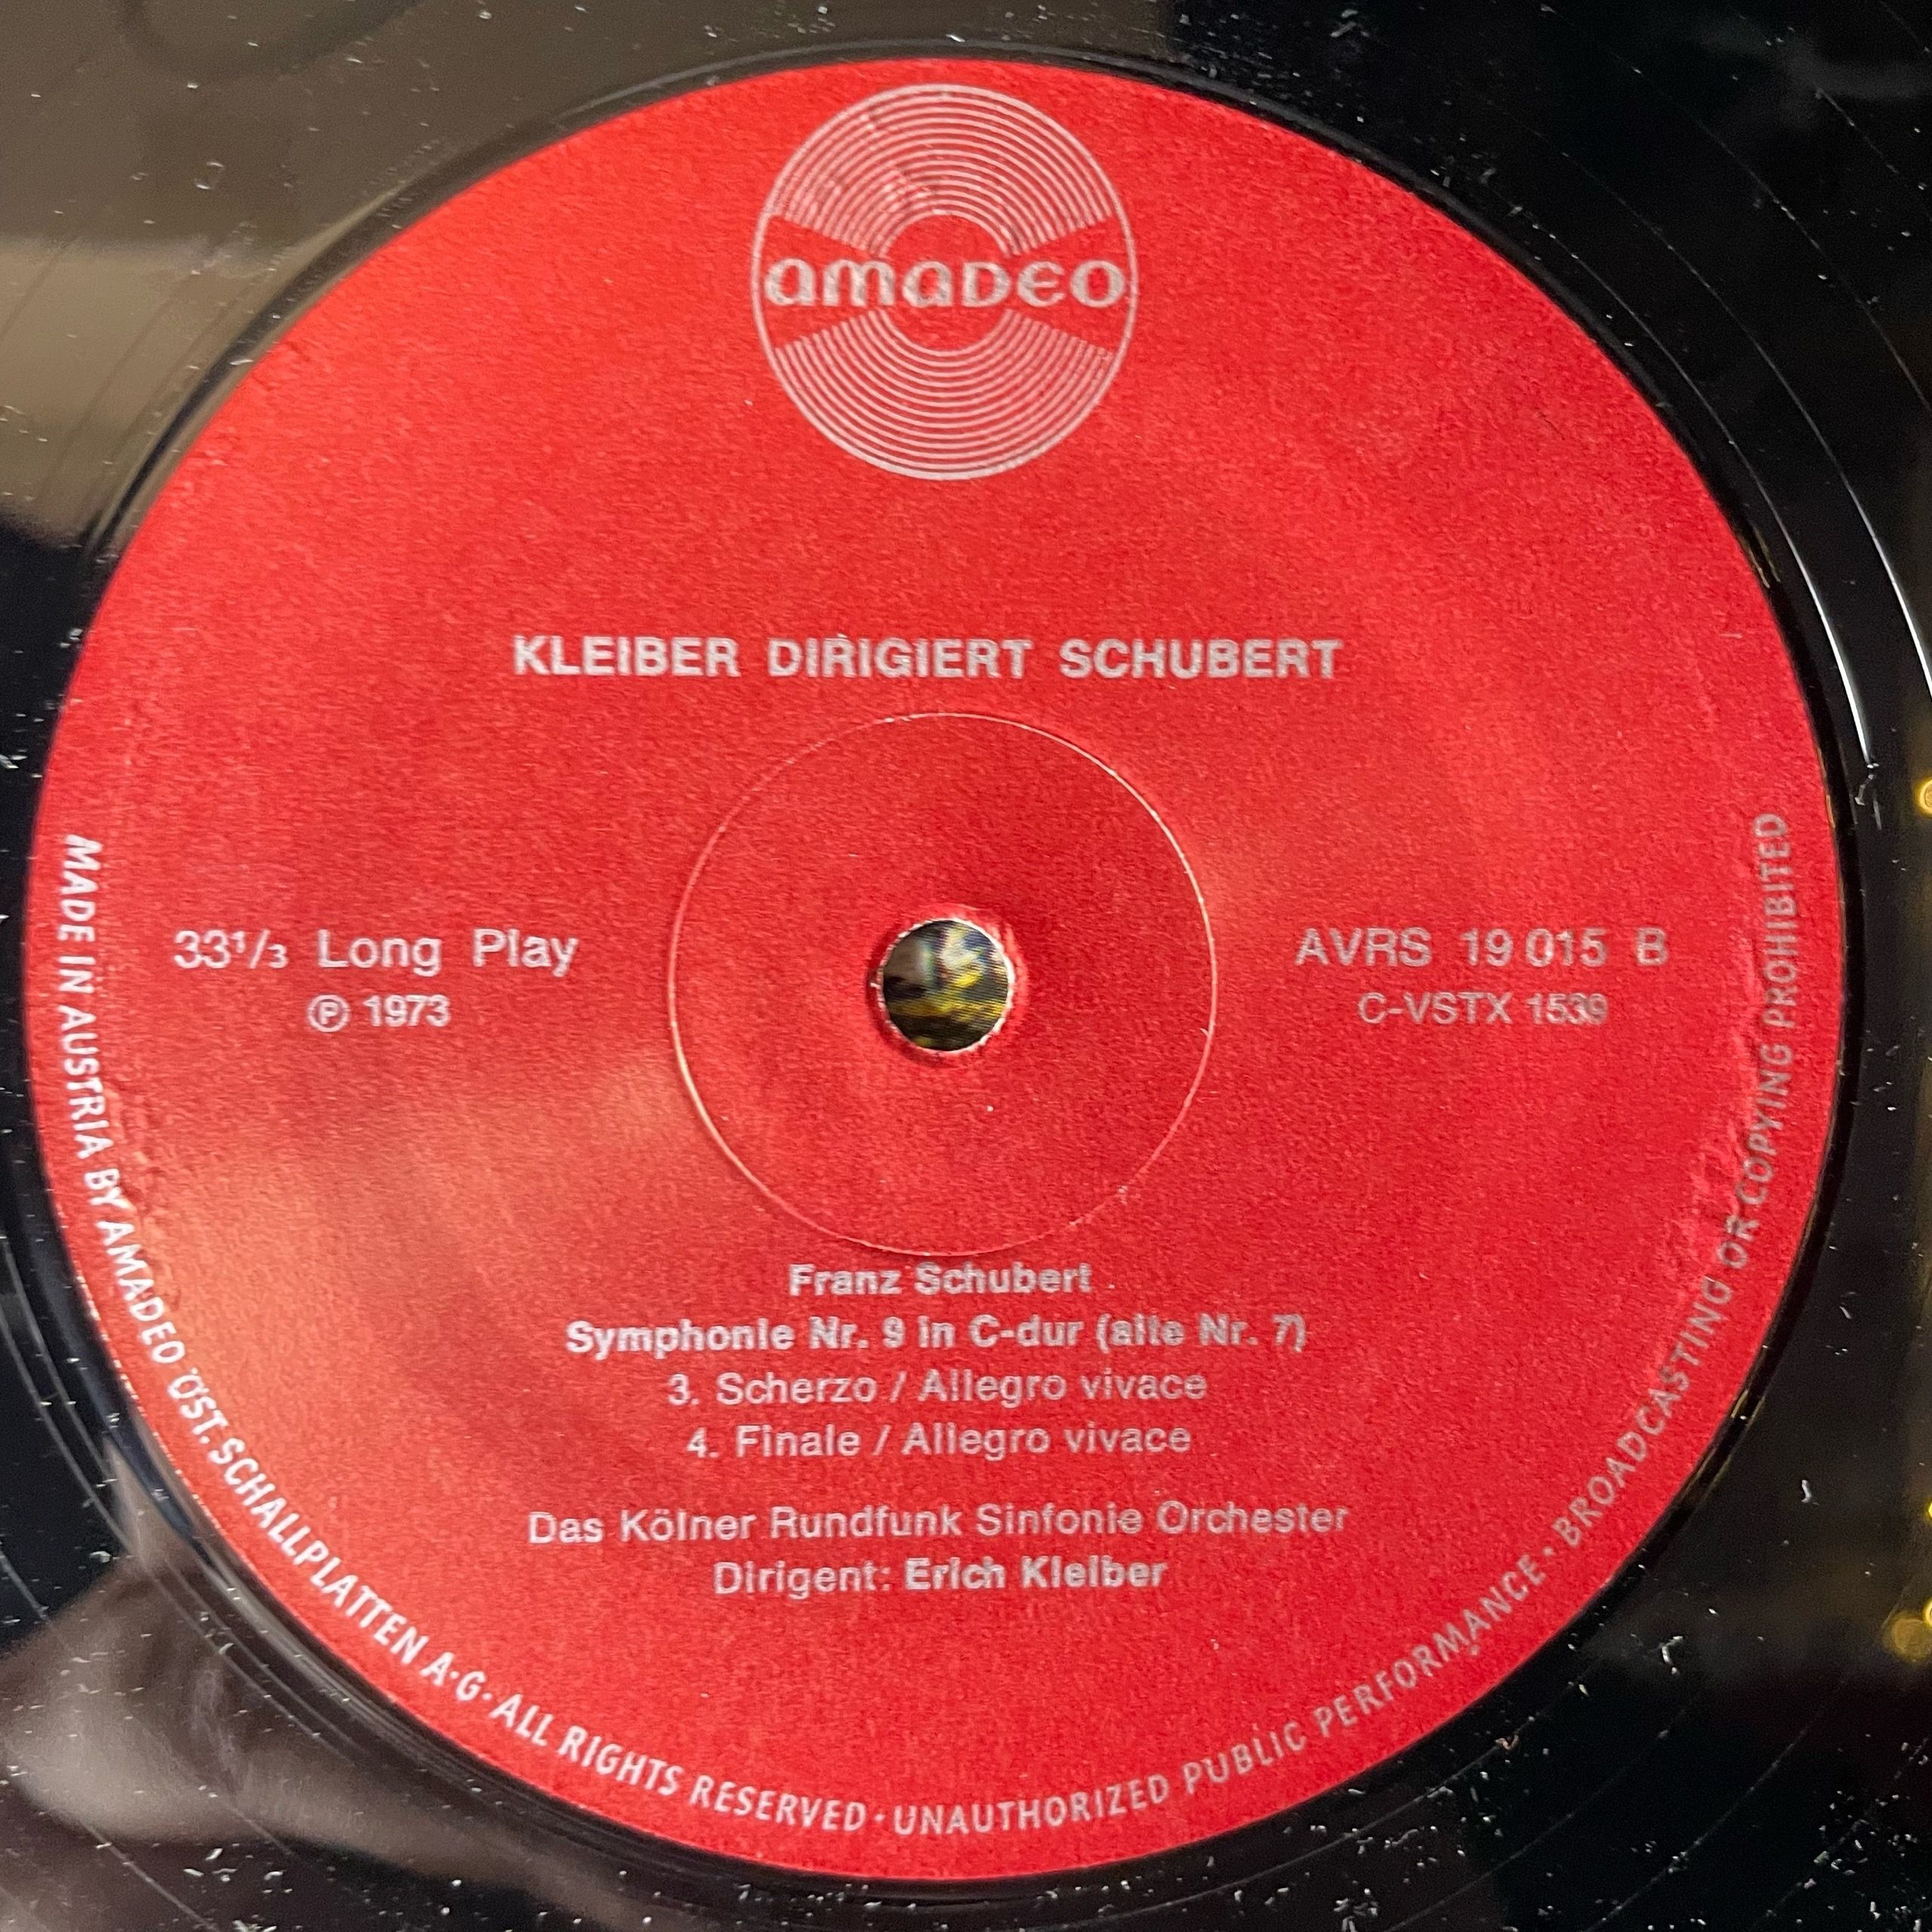 amaDeo
KLEIBER DIRIGIERT SCHUBERT
33¹/₃ Long Play
℗ 1973
AVRS 19 015 B
C-VSTX 1539
Franz Schubert
Symphonie Nr. 9 in C-dur (alte Nr. 7)
3. Scherzo / Allegro vivace
4. Finale / Allegro vivace
Das Kölner Rundfunk Sinfonie Orchester
Dirigent: Erich Kleiber
MADE IN AUSTRIA BY AMADEO ÖST. SCHALLPLATTEN A·G· ALL RIGHTS RESERVED · UNAUTHORIZED PUBLIC PERFORMANCE · BROADCASTING OR COPYING PROHIBITED